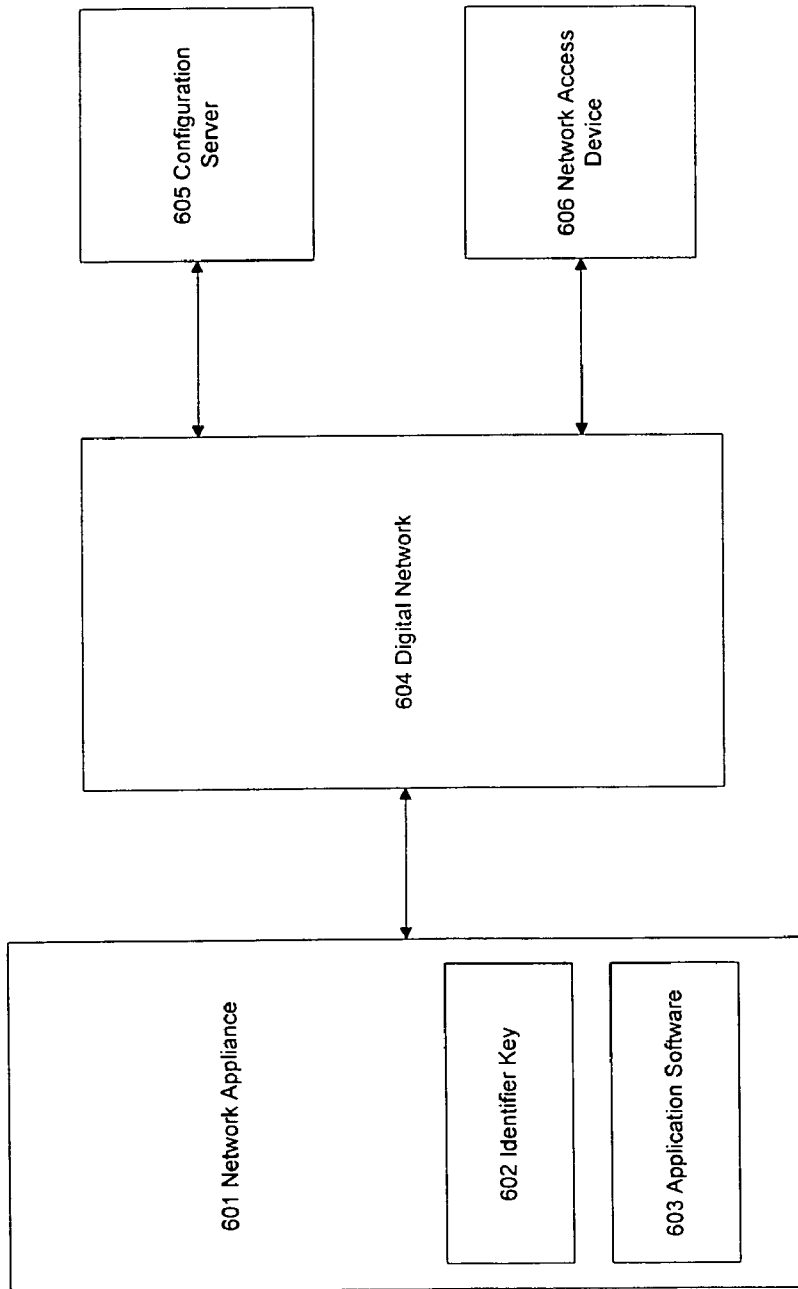 601 Network Appliance
602 Identifier Key
603 Application Software
604 Digital Network
605 Configuration
Server
606 Network Access
Device